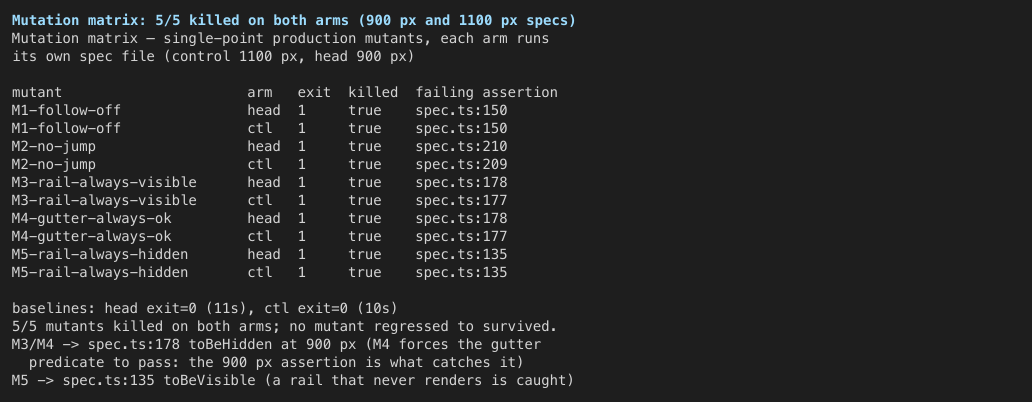 Mutation matrix: 5/5 killed on both arms (900 px and 1100 px specs)
Mutation matrix — single-point production mutants, each arm runs
its own spec file (control 1100 px, head 900 px)
mutant arm exit killed failing assertion
M1-follow-off head 1 true spec.ts:150
M1-follow-off ctl 1 true spec.ts:150
M2-no-jump head 1 true spec.ts:210
M2-no-jump ctl 1 true spec.ts:209
M3-rail-always-visible head 1 true spec.ts:178
M3-rail-always-visible ctl 1 true spec.ts:177
M4-gutter-always-ok head 1 true spec.ts:178
M4-gutter-always-ok ctl 1 true spec.ts:177
M5-rail-always-hidden head 1 true spec.ts:135
M5-rail-always-hidden ctl 1 true spec.ts:135
baselines: head exit=0 (11s), ctl exit=0 (10s)
5/5 mutants killed on both arms; no mutant regressed to survived.
M3/M4 -> spec.ts:178 toBeHidden at 900 px (M4 forces the gutter
predicate to pass: the 900 px assertion is what catches it)
M5 -> spec.ts:135 toBeVisible (a rail that never renders is caught)